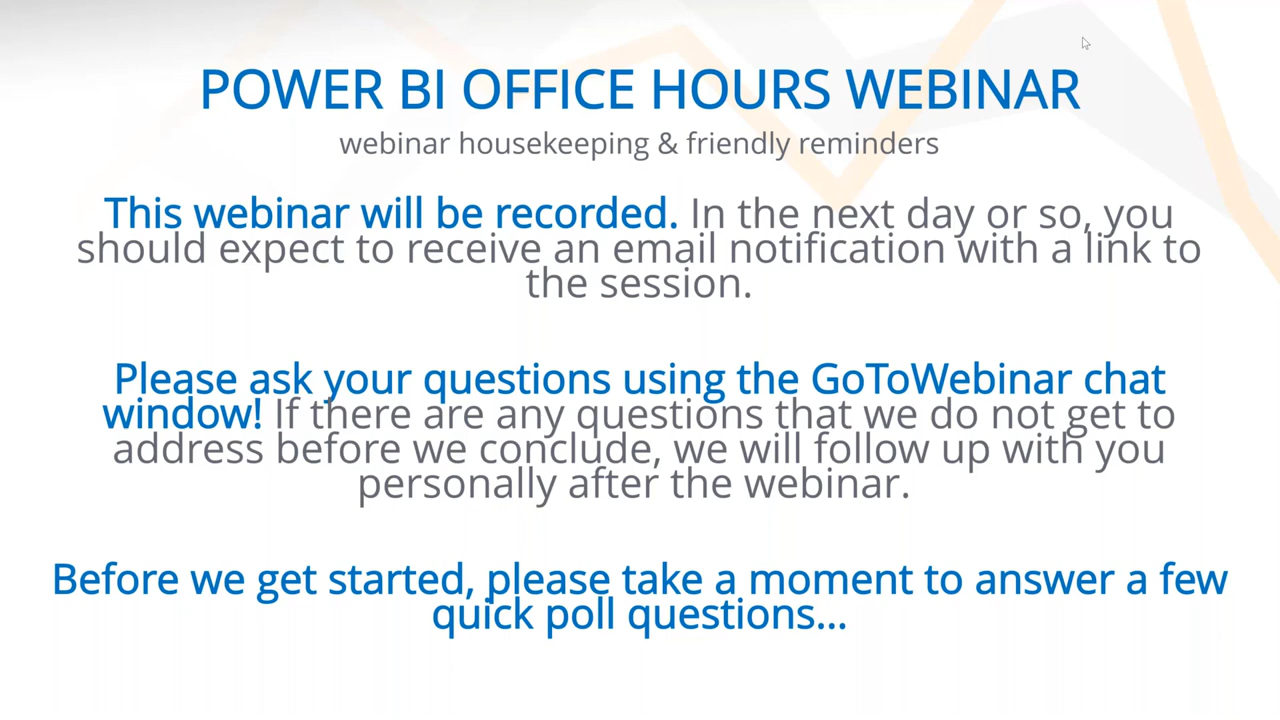 POWER BI OFFICE HOURS WEBINAR
webinar housekeeping & friendly reminders
This webinar will be recorded. In the next day or so, you
should expect to receive an email notification with a link to
the session.
Please ask your questions using the GoToWebinar chat
window! If there are any questions that we do not get to
address before we conclude, we will follow up with you
personally after the webinar.
Before we get started, please take a moment to answer a few
quick poll questions...